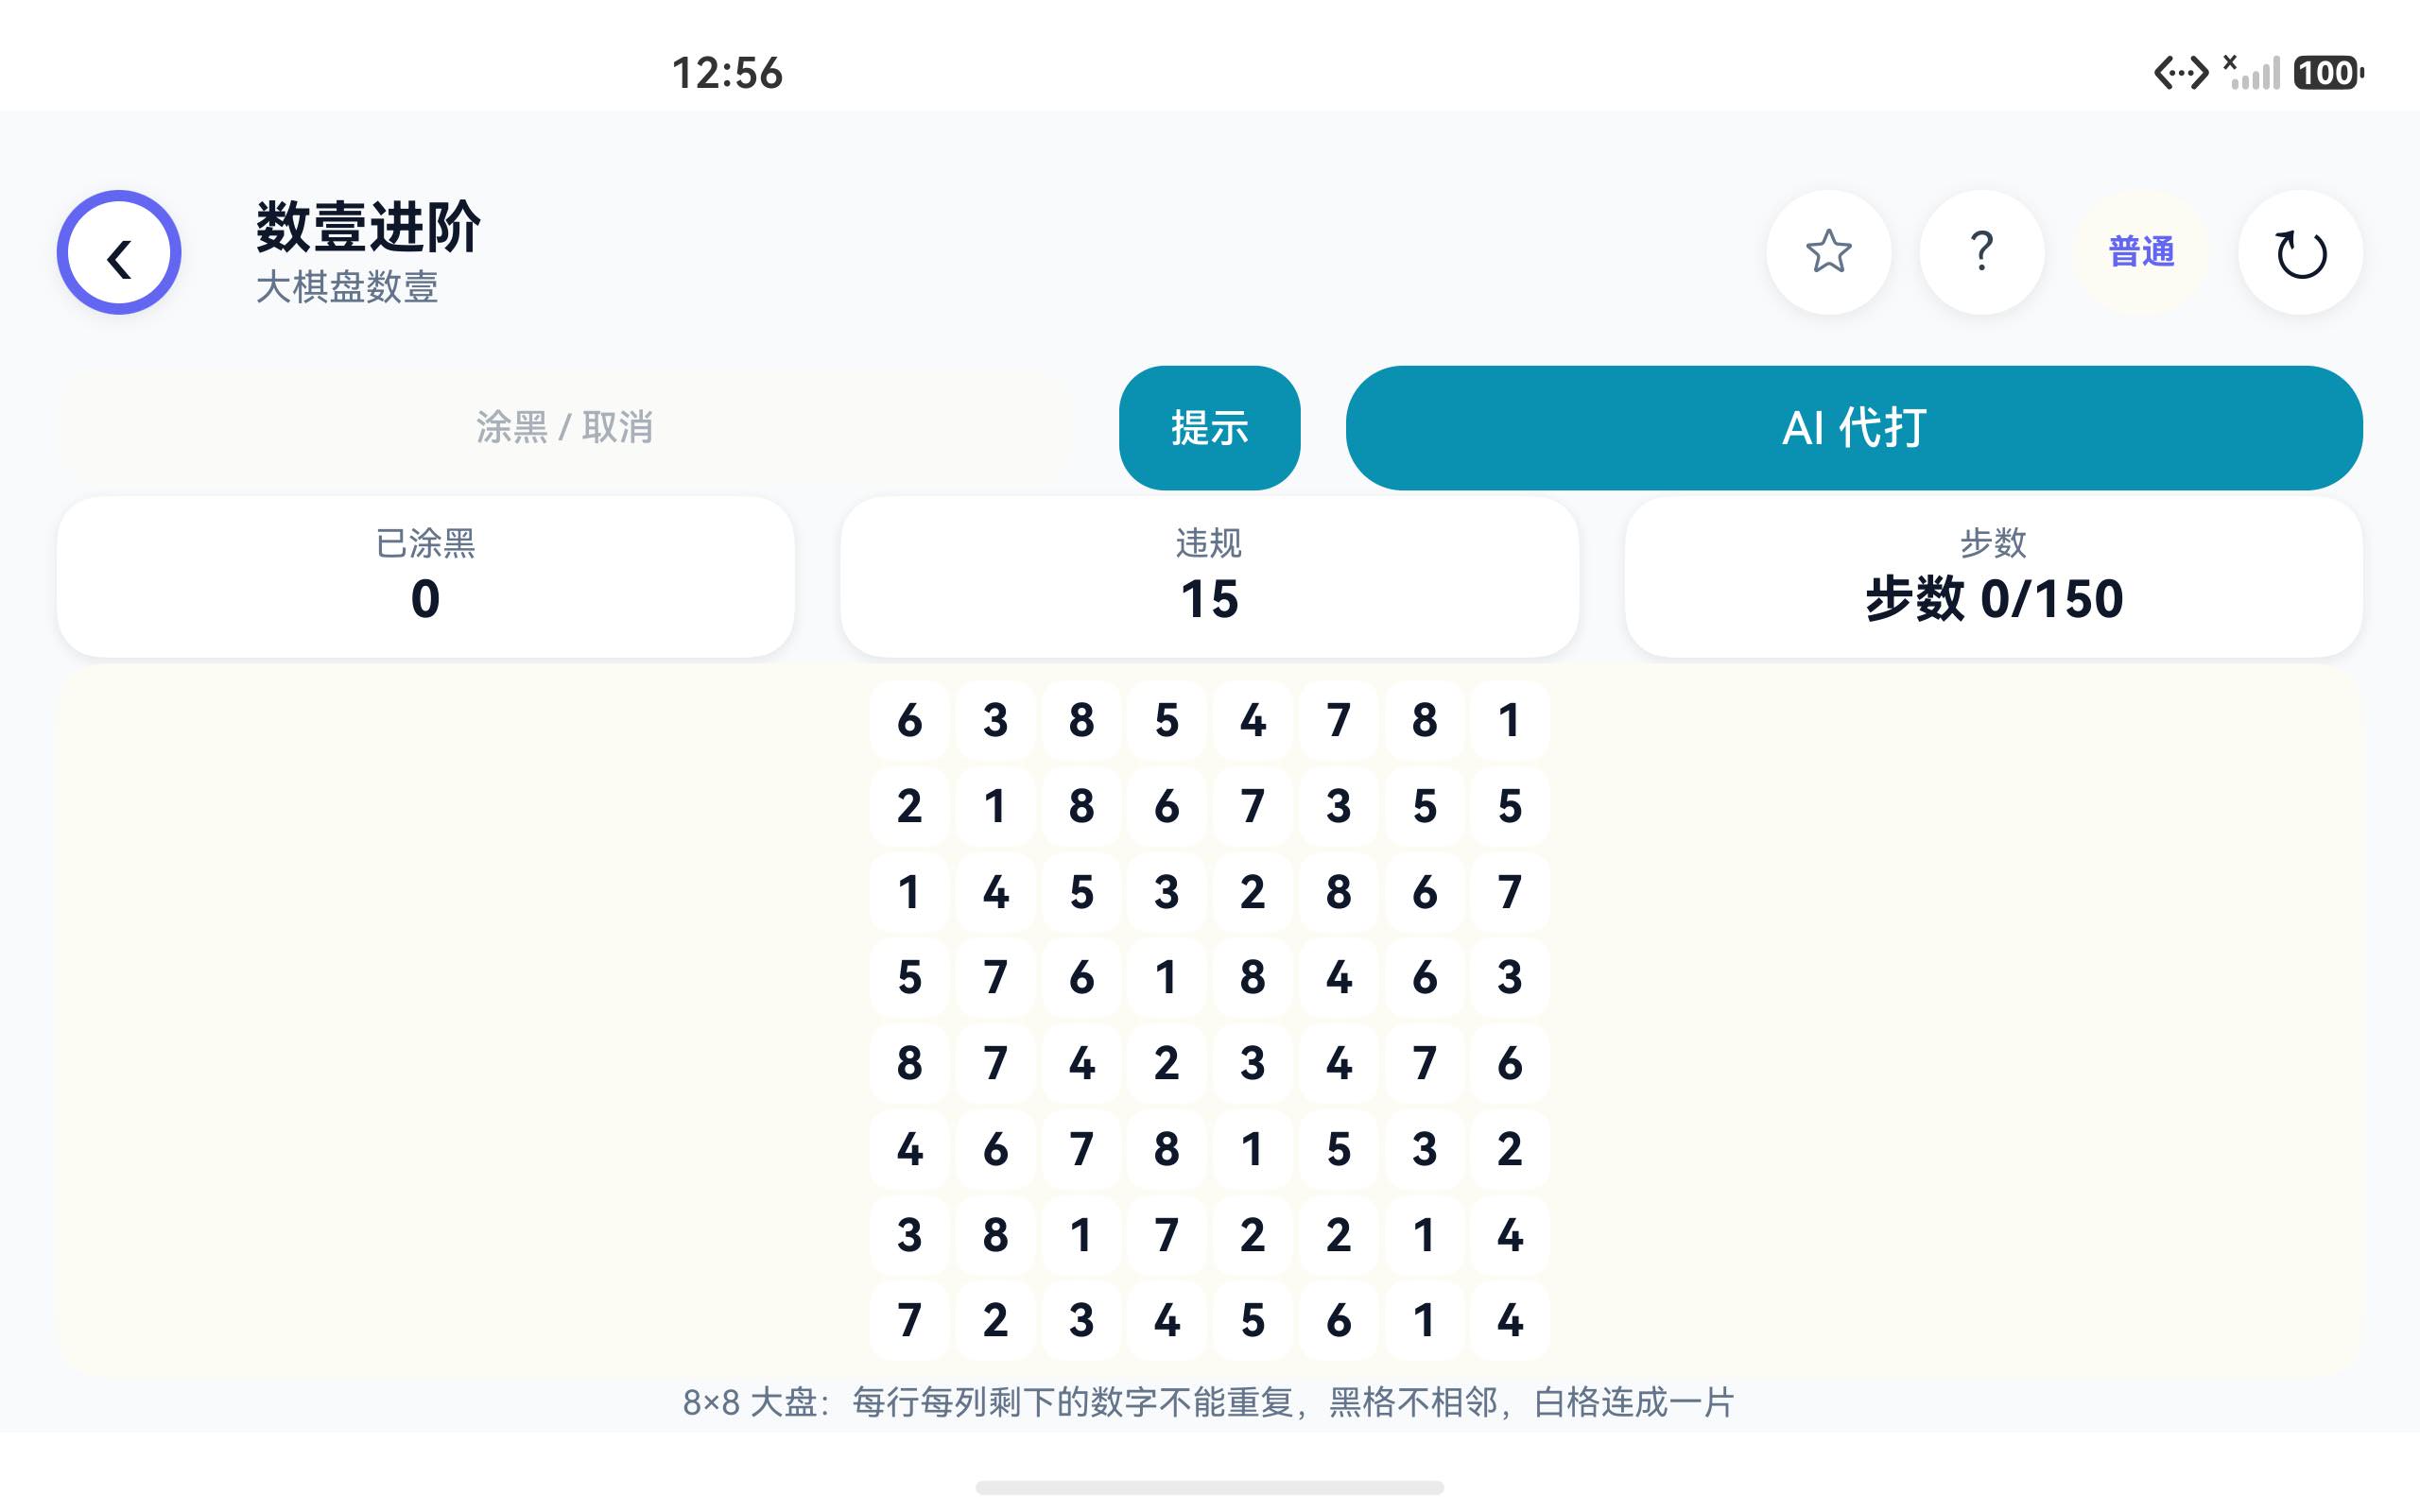 12:56
100
数壹进阶
大棋盘数壹
?
普通
涂黑 / 取消
提示
AI 代打
已涂黑
0
违规
15
步数
步数 0/150
6 3 8 5 4 7 8 1
2 1 8 6 7 3 5 5
1 4 5 3 2 8 6 7
5 7 6 1 8 4 6 3
8 7 4 2 3 4 7 6
4 6 7 8 1 5 3 2
3 8 1 7 2 2 1 4
7 2 3 4 5 6 1 4
8×8 大盘：每行每列剩下的数字不能重复，黑格不相邻，白格连成一片